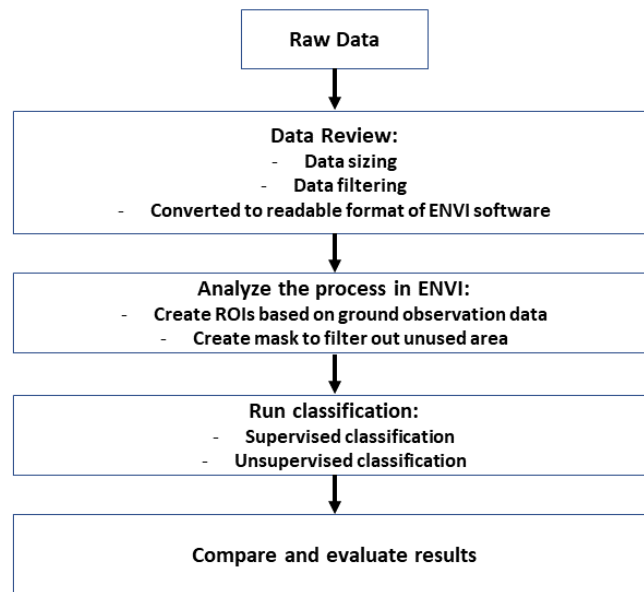 Raw Data
Data Review:
- Data sizing
- Data filtering
- Converted to readable format of ENVI software
Analyze the process in ENVI:
- Create ROIs based on ground observation data
- Create mask to filter out unused area
Run classification:
- Supervised classification
- Unsupervised classification
Compare and evaluate results